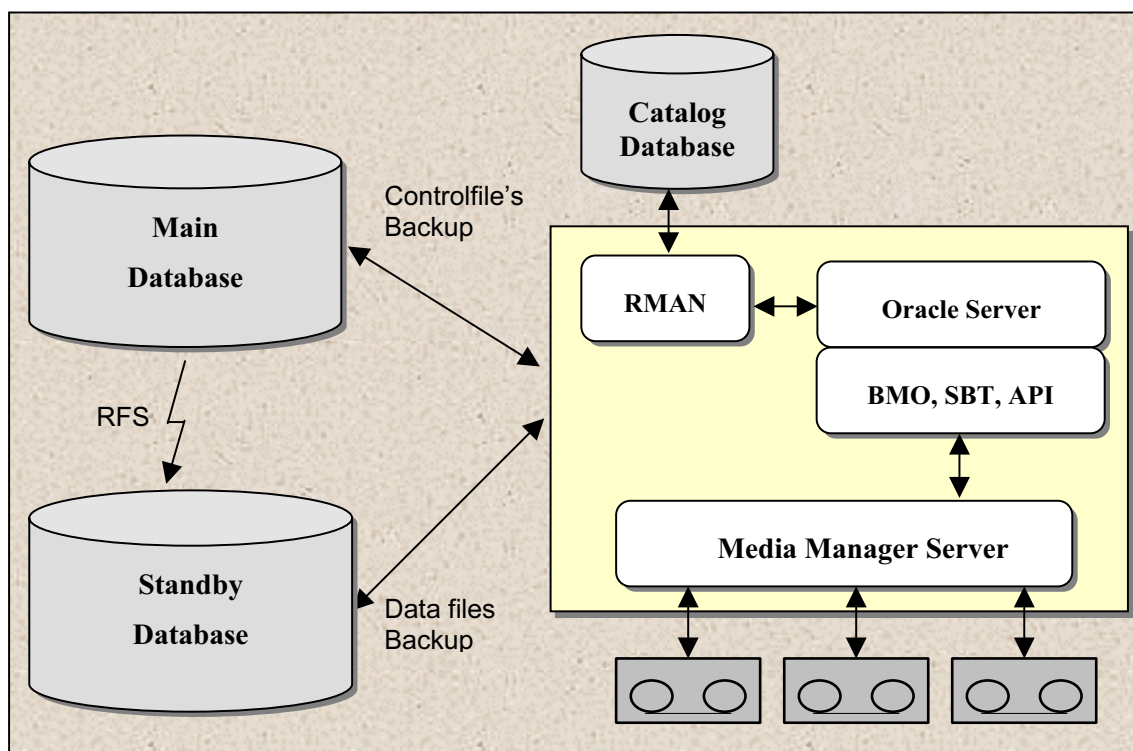 Catalog
Database
Main
Database
Controlfile's
Backup
RMAN
Oracle Server
BMO, SBT, API
RFS
Media Manager Server
Standby
Database
Data files
Backup